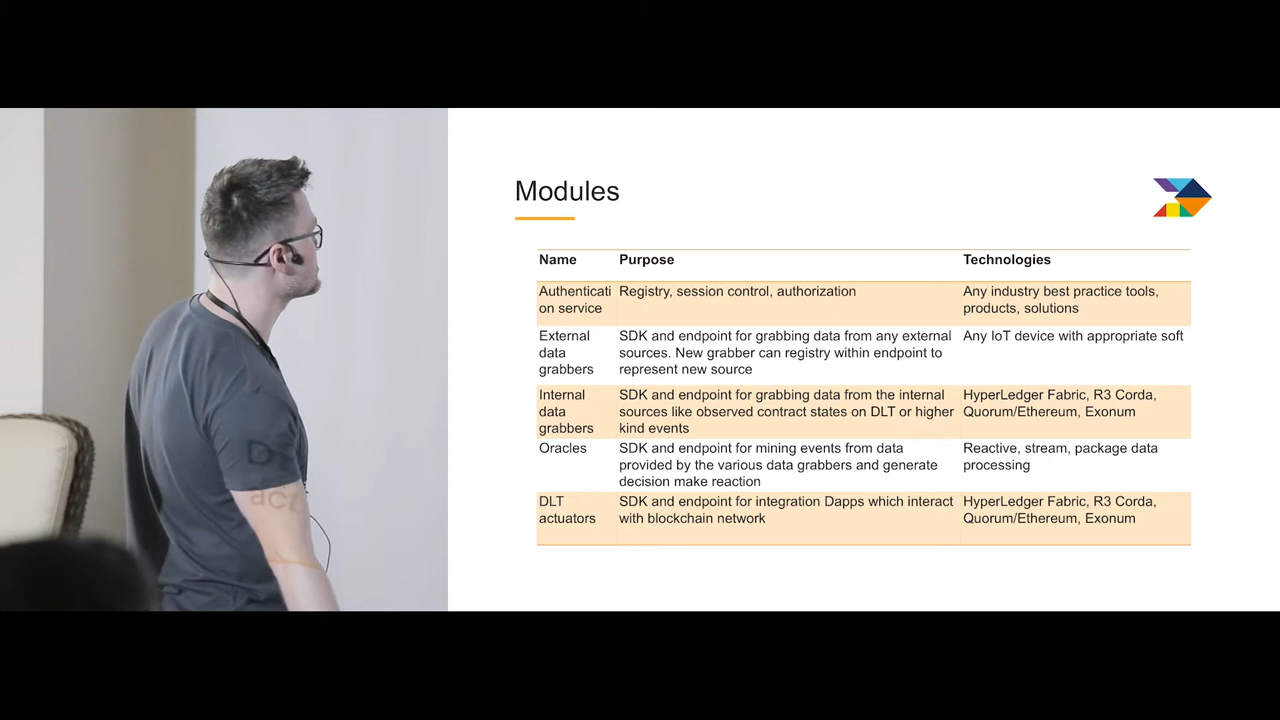 Modules
Name Purpose Technologies
Authenticati Registry, session control, authorization Any industry best practice tools,
on service products, solutions
External SDK and endpoint for grabbing data from any external Any IoT device with appropriate soft
data sources. New grabber can registry within endpoint to
grabbers represent new source
Internal SDK and endpoint for grabbing data from the internal HyperLedger Fabric, R3 Corda,
data sources like observed contract states on DLT or higher Quorum/Ethereum, Exonum
grabbers kind events
Oracles SDK and endpoint for mining events from data Reactive, stream, package data
provided by the various data grabbers and generate processing
decision make reaction
DLT SDK and endpoint for integration Dapps which interact HyperLedger Fabric, R3 Corda,
actuators with blockchain network Quorum/Ethereum, Exonum